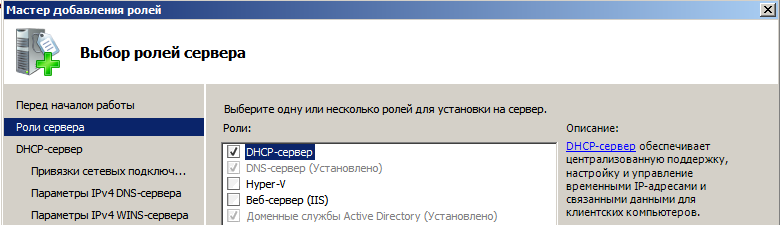 Мастер добавления ролей
Выбор ролей сервера
Перед началом работы
Роли сервера
DHCP-сервер
Привязки сетевых подключ...
Параметры IPv4 DNS-сервера
Параметры IPv4 WINS-сервера
Выберите одну или несколько ролей для установки на сервер.
Роли:
DHCP-сервер
DNS-сервер (Установлено)
Hyper-V
Веб-сервер (IIS)
Доменные службы Active Directory (Установлено)
Описание:
DHCP-сервер обеспечивает
централизованную поддержку,
настройку и управление
временными IP-адресами и
связанными данными для
клиентских компьютеров.